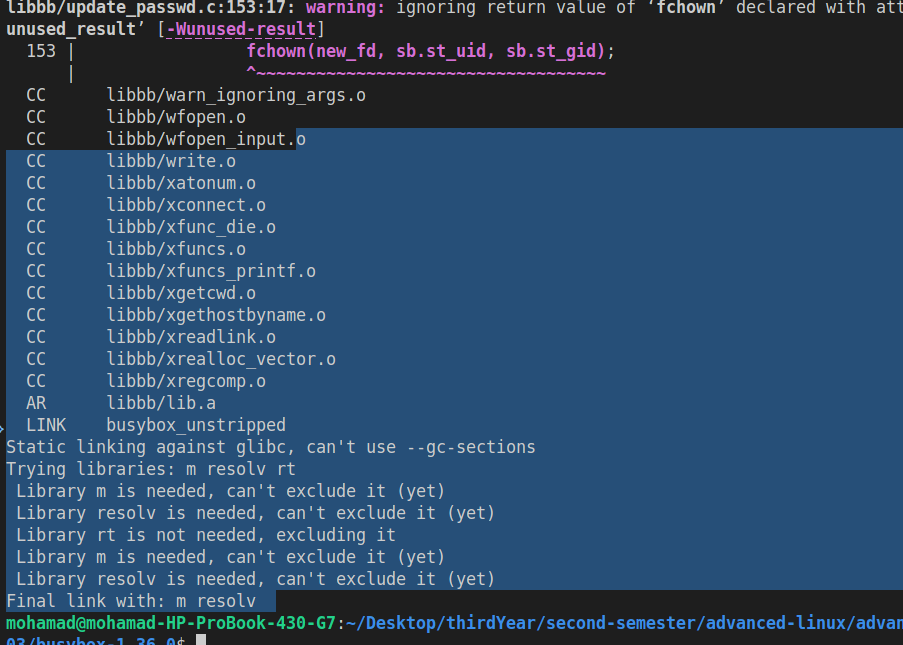 libbb/update_passwd.c:153:17: warning: ignoring return value of ‘fchown’ declared with att
unused_result’ [-Wunused-result]
  153 |                 fchown(new_fd, sb.st_uid, sb.st_gid);
      |                 ^~~~~~~~~~~~~~~~~~~~~~~~~~~~~~~~~~~~
  CC      libbb/warn_ignoring_args.o
  CC      libbb/wfopen.o
  CC      libbb/wfopen_input.o
  CC      libbb/write.o
  CC      libbb/xatonum.o
  CC      libbb/xconnect.o
  CC      libbb/xfunc_die.o
  CC      libbb/xfuncs.o
  CC      libbb/xfuncs_printf.o
  CC      libbb/xgetcwd.o
  CC      libbb/xgethostbyname.o
  CC      libbb/xreadlink.o
  CC      libbb/xrealloc_vector.o
  CC      libbb/xregcomp.o
  AR      libbb/lib.a
  LINK    busybox_unstripped
Static linking against glibc, can't use --gc-sections
Trying libraries: m resolv rt
 Library m is needed, can't exclude it (yet)
 Library resolv is needed, can't exclude it (yet)
 Library rt is not needed, excluding it
 Library m is needed, can't exclude it (yet)
 Library resolv is needed, can't exclude it (yet)
Final link with: m resolv
mohamad@mohamad-HP-ProBook-430-G7:~/Desktop/thirdYear/second-semester/advanced-linux/advan
03/busybox-1.36.0$